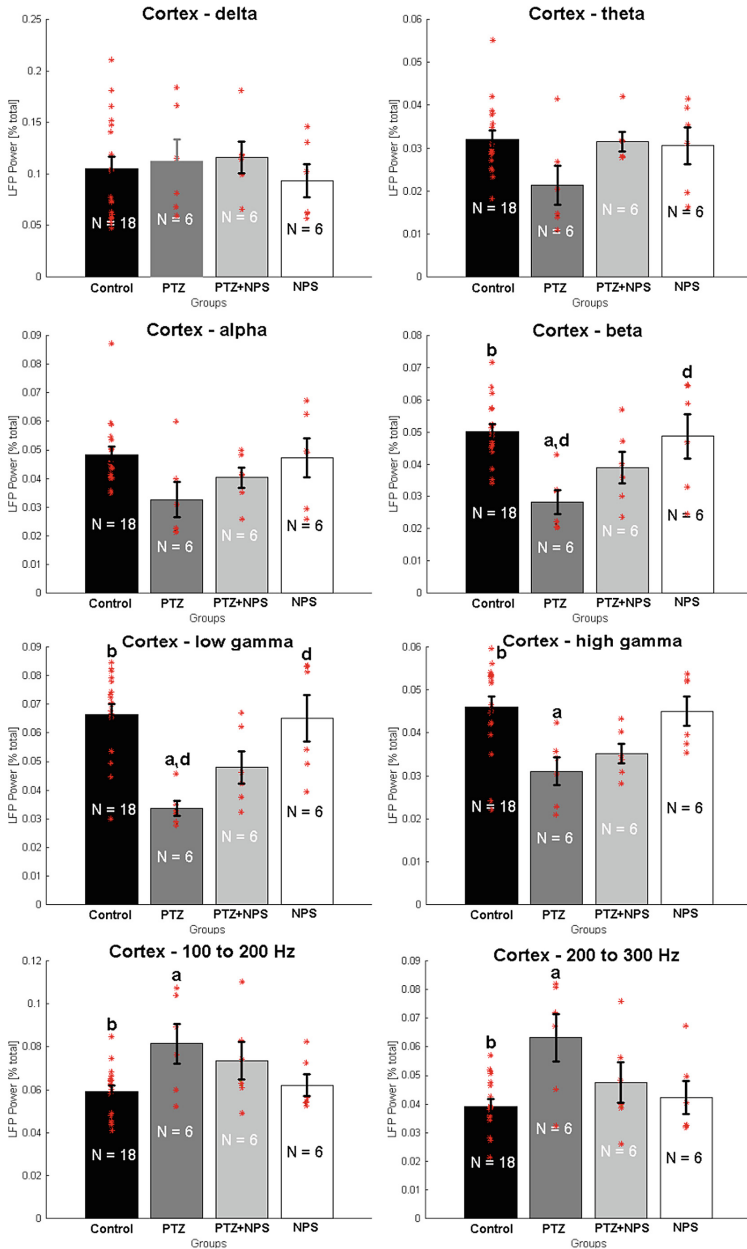 Cortex - delta
LFP Power [% total]
0.25
0.2
0.15
0.1
0.05
0
N = 18
N = 6
N = 6
N = 6
Control
PTZ
PTZ+NPS
NPS
Groups
Cortex - theta
LFP Power [% total]
0.06
0.05
0.04
0.03
0.02
0.01
0
N = 18
N = 6
N = 6
N = 6
Control
PTZ
PTZ+NPS
NPS
Groups
Cortex - alpha
LFP Power [% total]
0.09
0.08
0.07
0.06
0.05
0.04
0.03
0.02
0.01
0
N = 18
N = 6
N = 6
N = 6
Control
PTZ
PTZ+NPS
NPS
Groups
Cortex - beta
LFP Power [% total]
0.08
0.07
0.06
0.05
0.04
0.03
0.02
0.01
0
b
a,d
d
N = 18
N = 6
N = 6
N = 6
Control
PTZ
PTZ+NPS
NPS
Groups
Cortex - low gamma
LFP Power [% total]
0.09
0.08
0.07
0.06
0.05
0.04
0.03
0.02
0.01
0
b
a,d
d
N = 18
N = 6
N = 6
N = 6
Control
PTZ
PTZ+NPS
NPS
Groups
Cortex - high gamma
LFP Power [% total]
0.06
0.05
0.04
0.03
0.02
0.01
0
b
a
N = 18
N = 6
N = 6
N = 6
Control
PTZ
PTZ+NPS
NPS
Groups
Cortex - 100 to 200 Hz
LFP Power [% total]
0.12
0.1
0.08
0.06
0.04
0.02
0
b
a
N = 18
N = 6
N = 6
N = 6
Control
PTZ
PTZ+NPS
NPS
Groups
Cortex - 200 to 300 Hz
LFP Power [% total]
0.09
0.08
0.07
0.06
0.05
0.04
0.03
0.02
0.01
0
b
a
N = 18
N = 6
N = 6
N = 6
Control
PTZ
PTZ+NPS
NPS
Groups